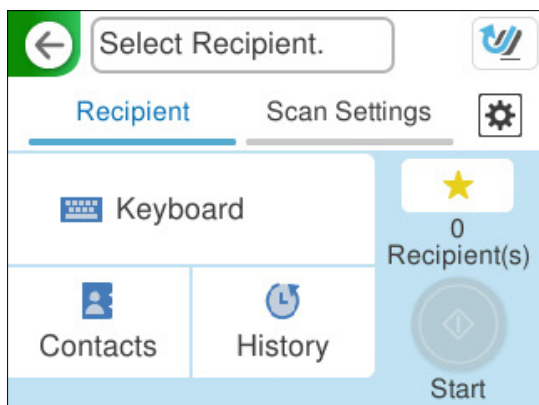 Select Recipient.
Recipient
Scan Settings
Keyboard
0
Recipient(s)
Contacts
History
Start